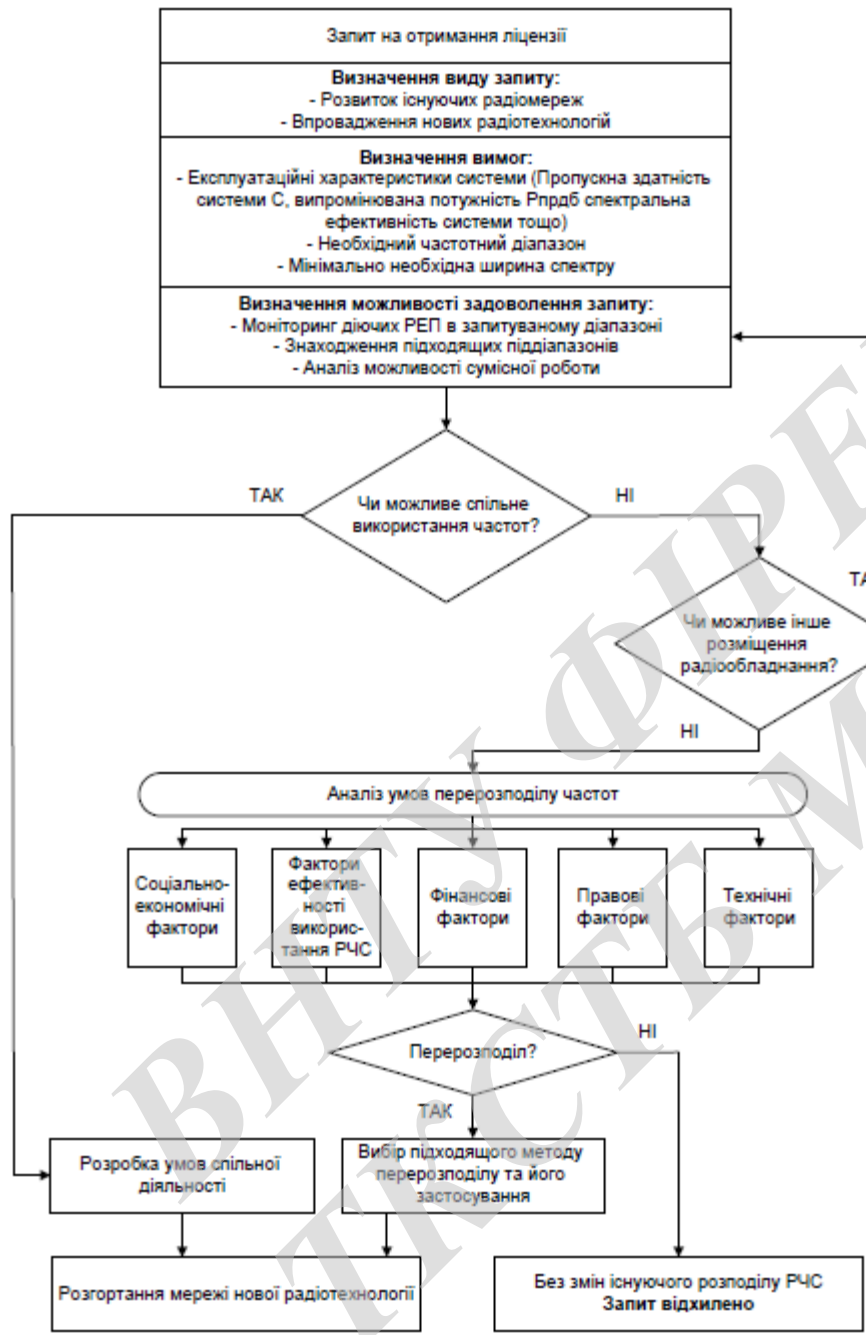 Запит на отримання ліцензії
Визначення виду запиту:
- Розвиток існуючих радіомереж
- Впровадження нових радіотехнологій
Визначення вимог:
- Експлуатаційні характеристики системи (Пропускна здатність
системи С, випромінювана потужність Рпрдб спектральна
ефективність системи тощо)
- Необхідний частотний діапазон
- Мінімально необхідна ширина спектру
Визначення можливості задоволення запиту:
- Моніторинг діючих РЕП в запитуваному діапазоні
- Знаходження підходящих піддіапазонів
- Аналіз можливості сумісної роботи
ТАК
Чи можливе спільне
використання частот?
НІ
Чи можливе інше
розміщення
радіообладнання?
НІ
Аналіз умов перерозподілу частот
Соціально-
економічні
фактори
Фактори
ефектив-
ності
викорис-
тання РЧС
Фінансові
фактори
Правові
фактори
Технічні
фактори
Перерозподіл?
НІ
ТАК
Розробка умов спільної
діяльності
Вибір підходящого методу
перерозподілу та його
застосування
Розгортання мережі нової радіотехнології
Без змін існуючого розподілу РЧС
Запит відхилено
ВНТУ